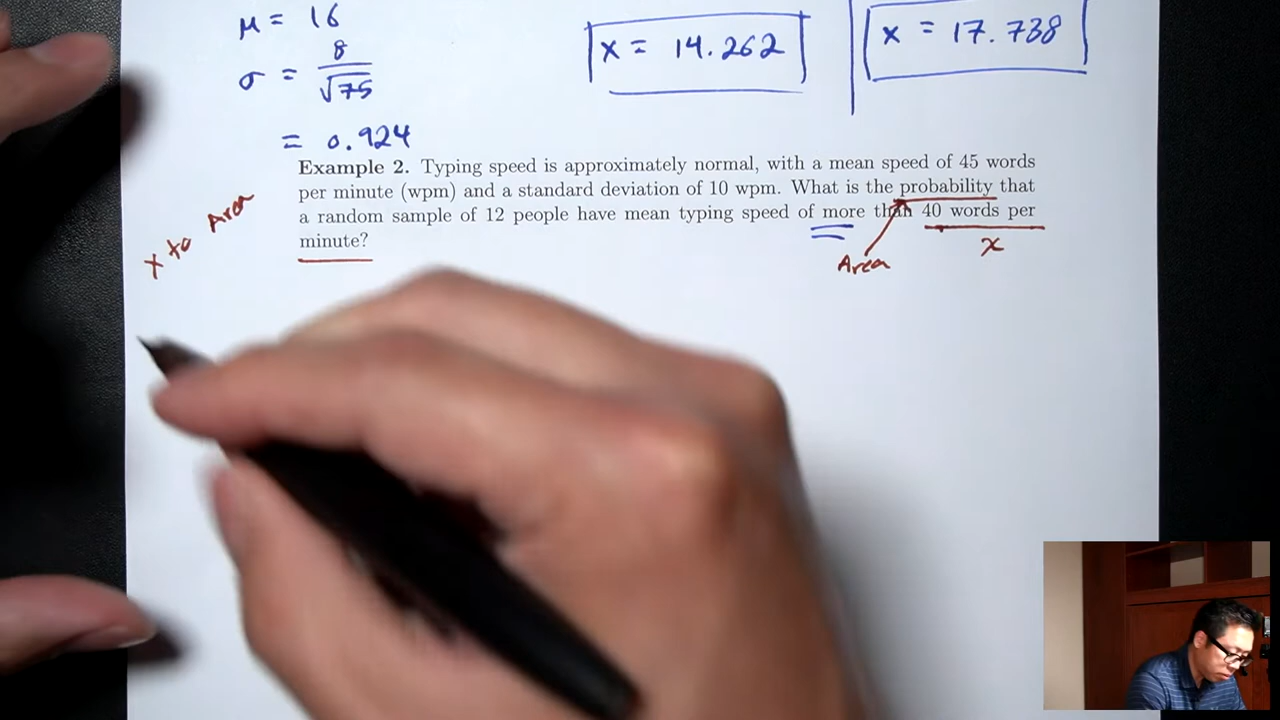 μ = 16
σ = 8/√75
= 0.924
x = 14.262
x = 17.738
Example 2. Typing speed is approximately normal, with a mean speed of 45 words
per minute (wpm) and a standard deviation of 10 wpm. What is the probability that
a random sample of 12 people have mean typing speed of more than 40 words per
minute?
x to Area
Area
x